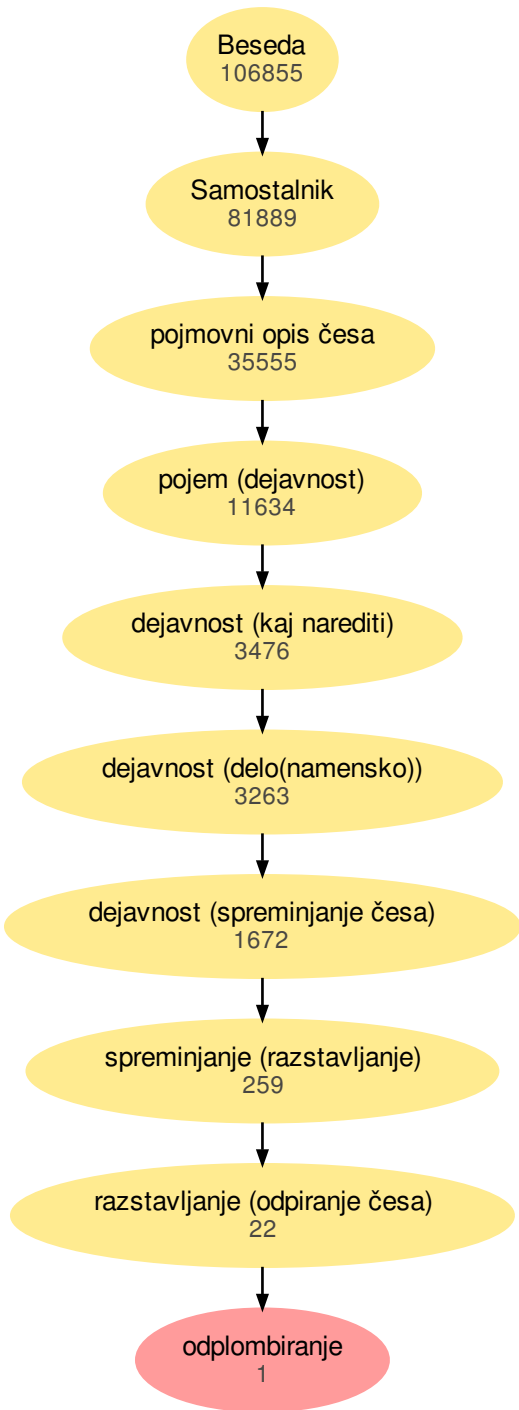 Beseda
106855
Samostalnik
81889
pojmovni opis česa
35555
pojem (dejavnost)
11634
dejavnost (kaj narediti)
3476
dejavnost (delo(namensko))
3263
dejavnost (spreminjanje česa)
1672
spreminjanje (razstavljanje)
259
razstavljanje (odpiranje česa)
22
odplombiranje
1